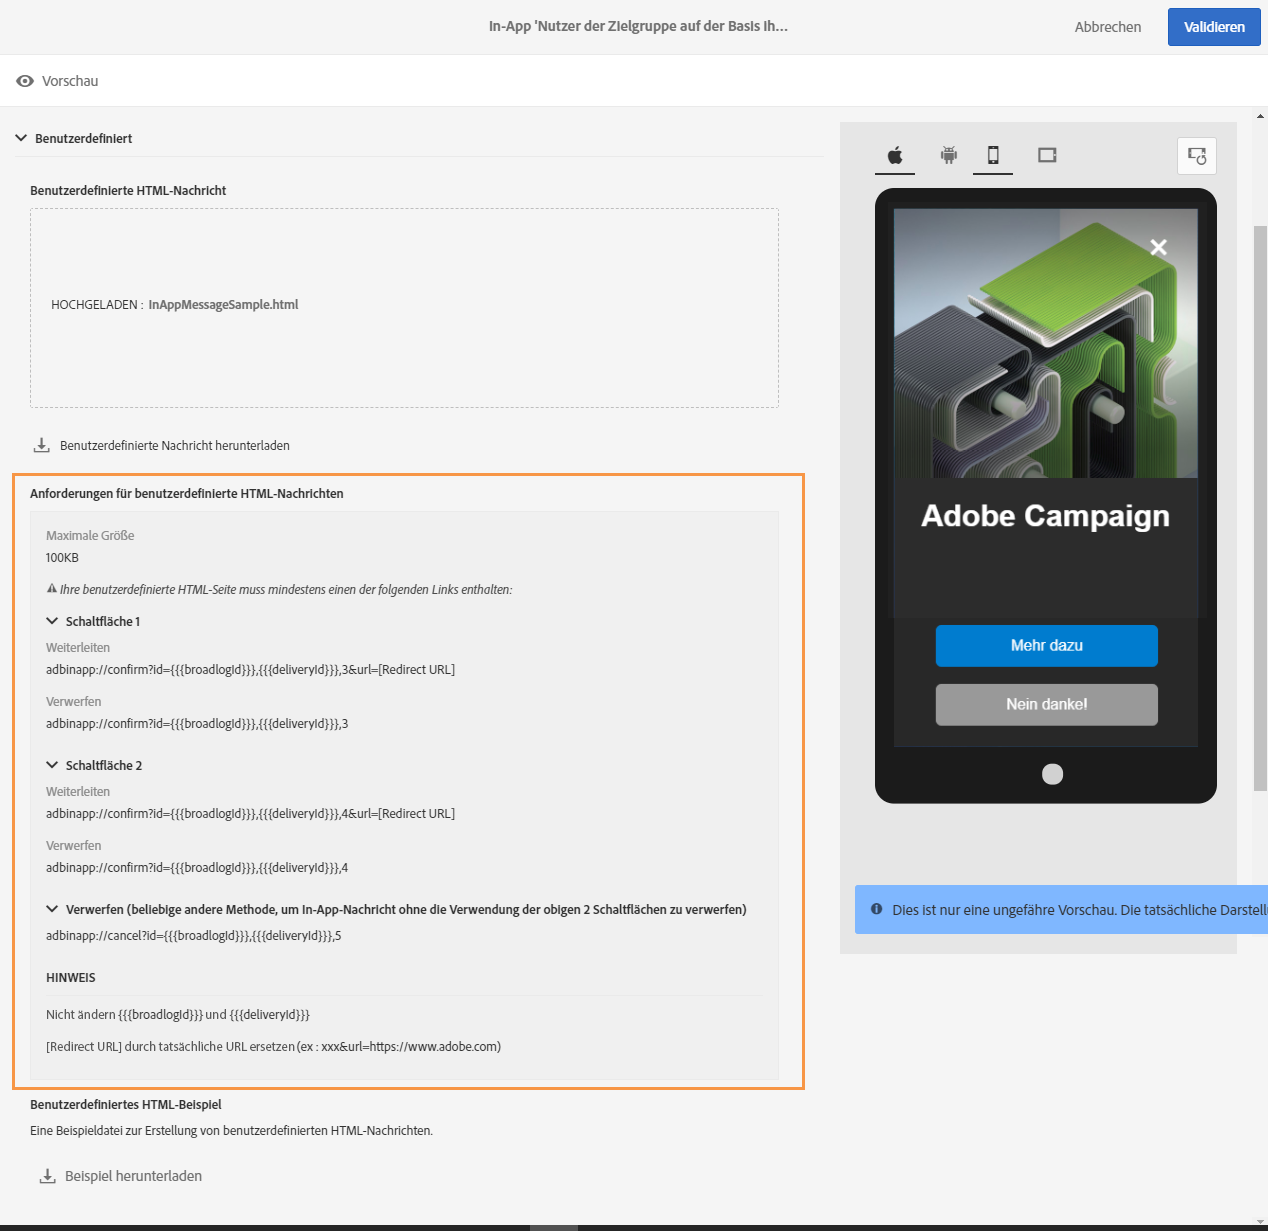 In-App 'Nutzer der Zielgruppe auf der Basis ih...
Abbrechen
Validieren
Vorschau
Benutzerdefiniert
Benutzerdefinierte HTML-Nachricht
HOCHGELADEN : InAppMessageSample.html
Benutzerdefinierte Nachricht herunterladen
Anforderungen für benutzerdefinierte HTML-Nachrichten
Maximale Größe
100KB
Ihre benutzerdefinierte HTML-Seite muss mindestens einen der folgenden Links enthalten:
Schaltfläche 1
Weiterleiten
adbinapp://confirm?id={{{broadlogId}}},{{{deliveryId}}},3&url=[Redirect URL]
Verwerfen
adbinapp://confirm?id={{{broadlogId}}},{{{deliveryId}}},3
Schaltfläche 2
Weiterleiten
adbinapp://confirm?id={{{broadlogId}}},{{{deliveryId}}},4&url=[Redirect URL]
Verwerfen
adbinapp://confirm?id={{{broadlogId}}},{{{deliveryId}}},4
Verwerfen (beliebige andere Methode, um In-App-Nachricht ohne die Verwendung der obigen 2 Schaltflächen zu verwerfen)
adbinapp://cancel?id={{{broadlogId}}},{{{deliveryId}}},5
HINWEIS
Nicht ändern {{{broadlogId}}} und {{{deliveryId}}}
[Redirect URL] durch tatsächliche URL ersetzen (ex : xxx&url=https://www.adobe.com)
Benutzerdefiniertes HTML-Beispiel
Eine Beispieldatei zur Erstellung von benutzerdefinierten HTML-Nachrichten.
Beispiel herunterladen
Adobe Campaign
Mehr dazu
Nein danke!
Dies ist nur eine ungefähre Vorschau. Die tatsächliche Darstell